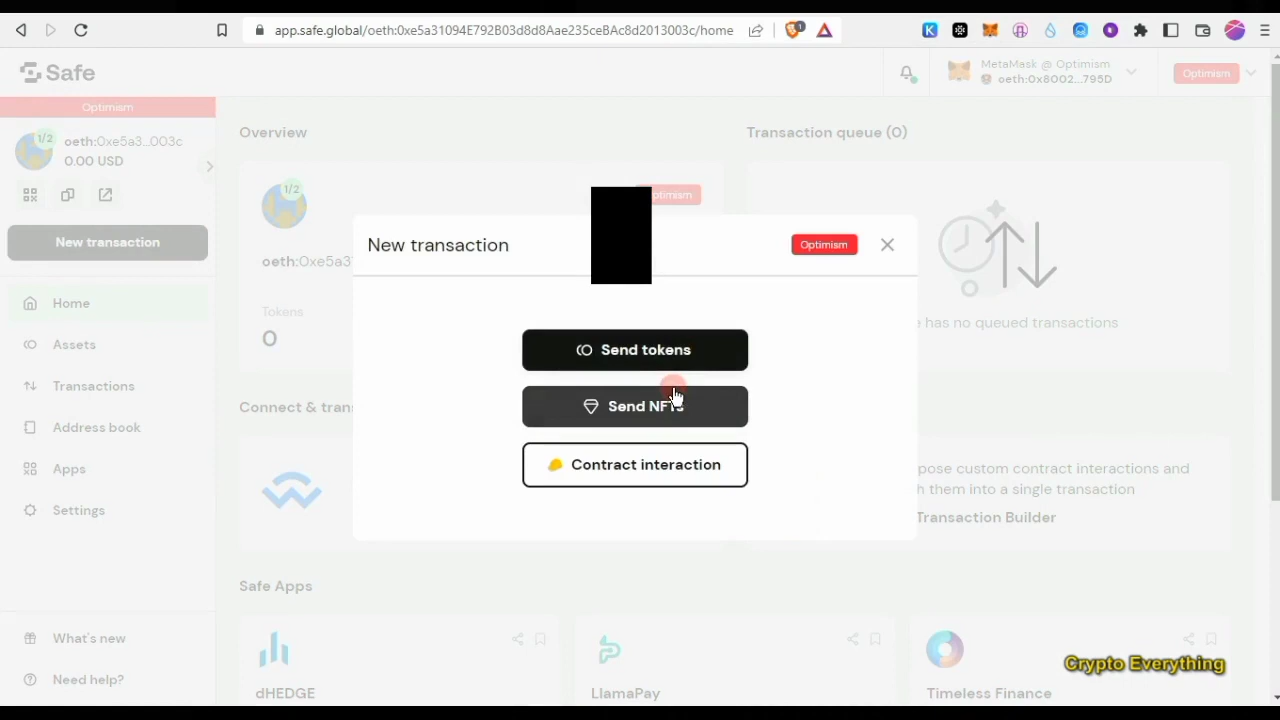 app.safe.global/oeth:0xe5a31094E792B03d8d8Aae235ceBAc8d2013003c/home
1
Safe
MetaMask @ Optimism
oeth:0x8002...795D
Optimism
Optimism
1/2
oeth:0xe5a3...003c
0.00 USD
New transaction
Home
Assets
Transactions
Address book
Apps
Settings
What's new
Need help?
Overview
Transaction queue (0)
1/2
oeth:0xe5a3
Tokens
0
New transaction
Optimism
Send tokens
Send NFTs
Contract interaction
has no queued transactions
Connect &
custom contract interactions and
them into a single transaction
Transaction Builder
Safe Apps
dHEDGE
LlamaPay
Timeless Finance
Crypto Everything